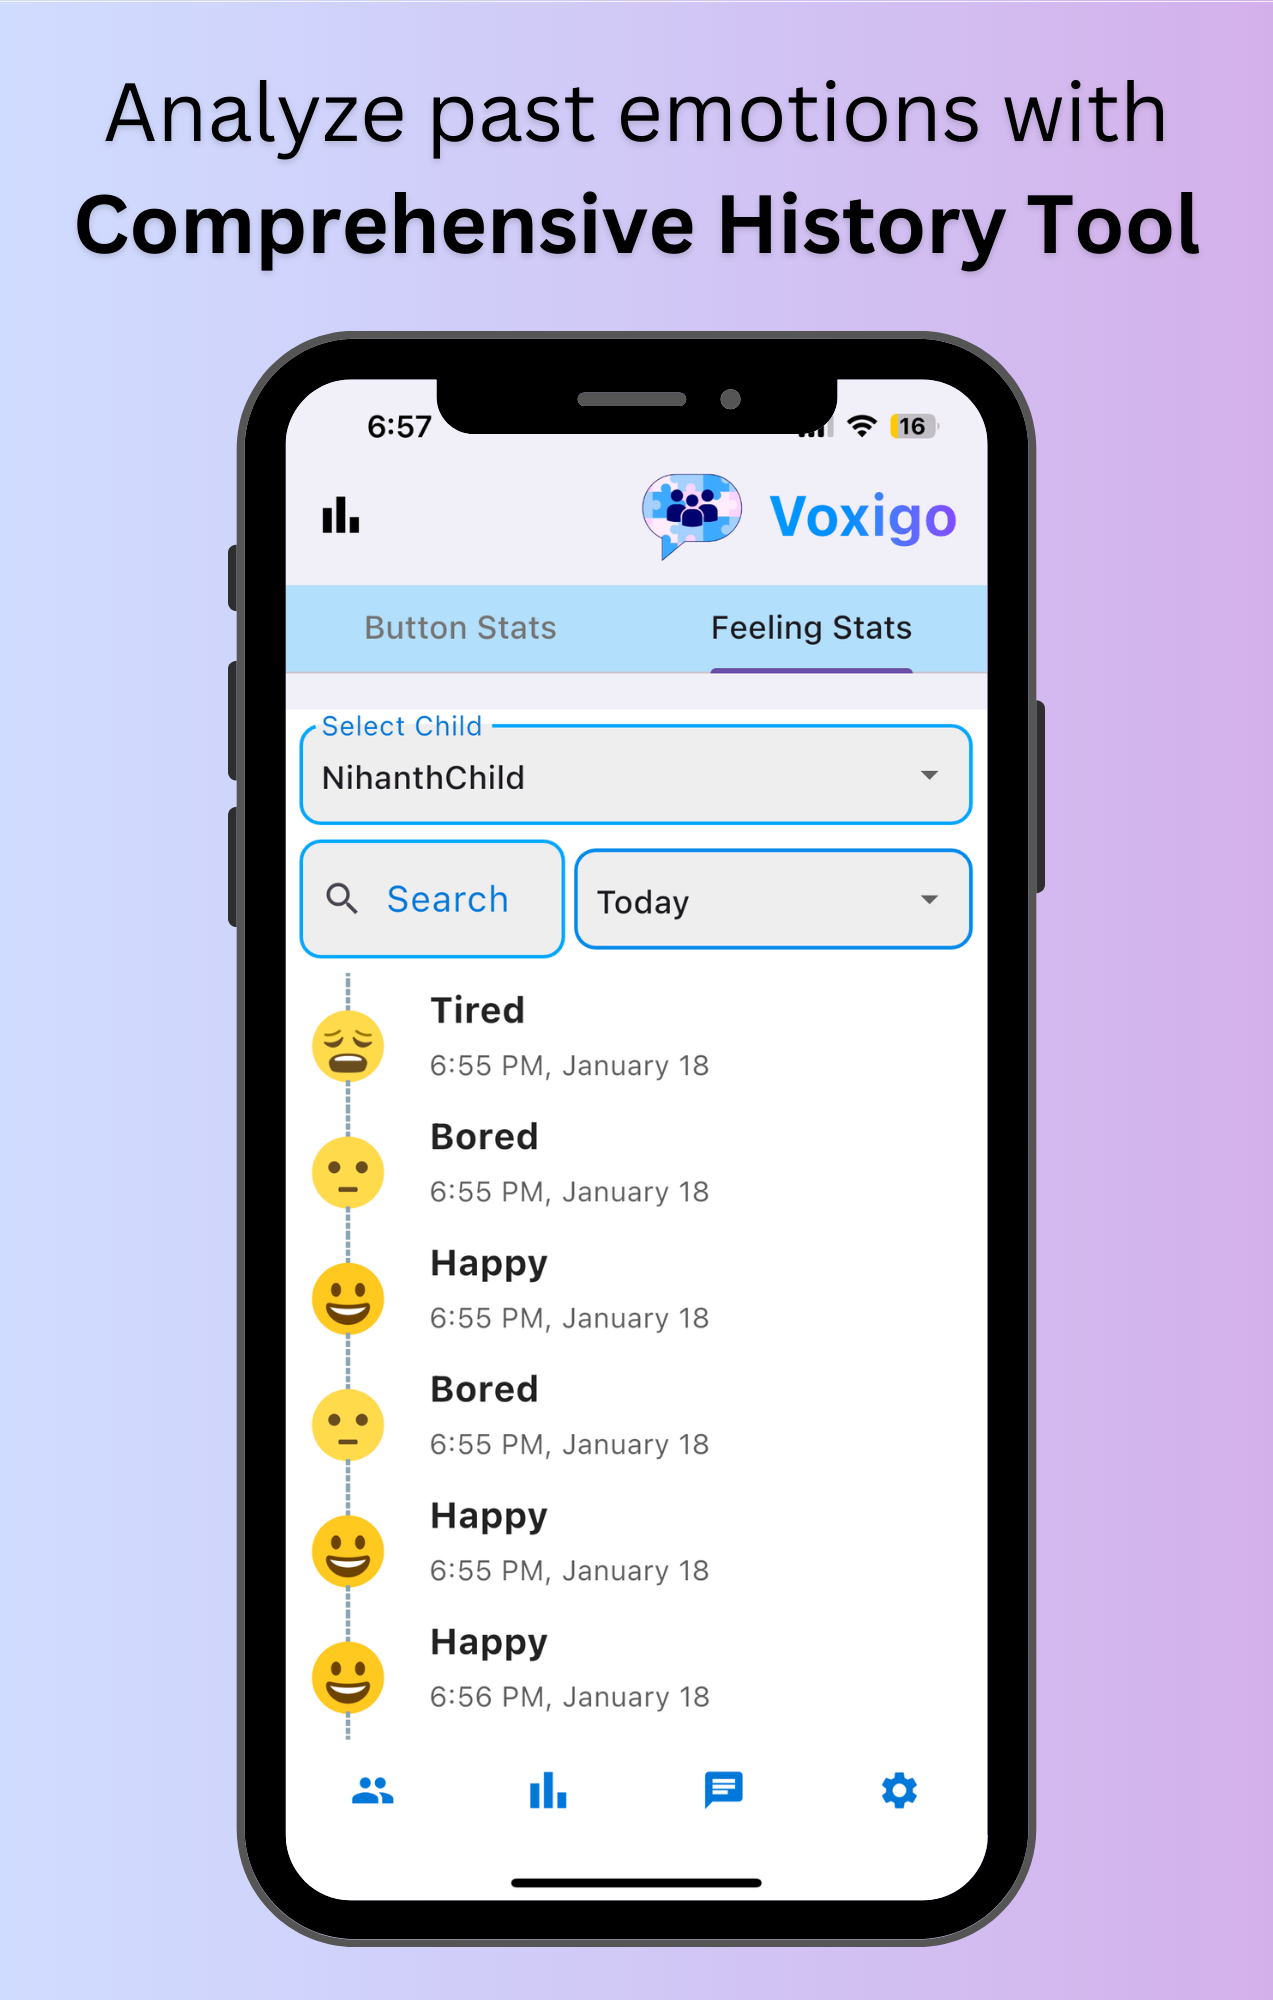 Analyze past emotions with
Comprehensive History Tool
6:57
16
Voxigo
Button Stats
Feeling Stats
Select Child
NihanthChild
Search
Today
Tired
6:55 PM, January 18
Bored
6:55 PM, January 18
Happy
6:55 PM, January 18
Bored
6:55 PM, January 18
Happy
6:55 PM, January 18
Happy
6:56 PM, January 18